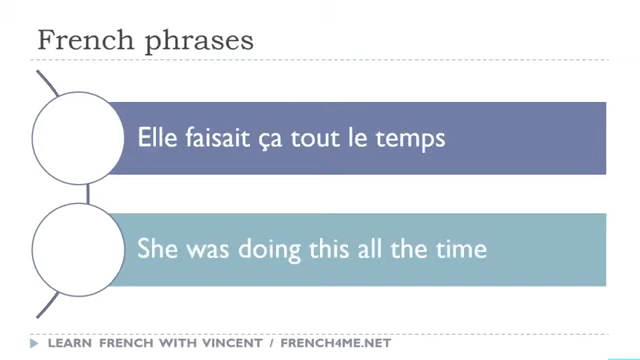 French phrases
Elle faisait ça tout le temps
She was doing this all the time
LEARN FRENCH WITH VINCENT / FRENCH4ME.NET